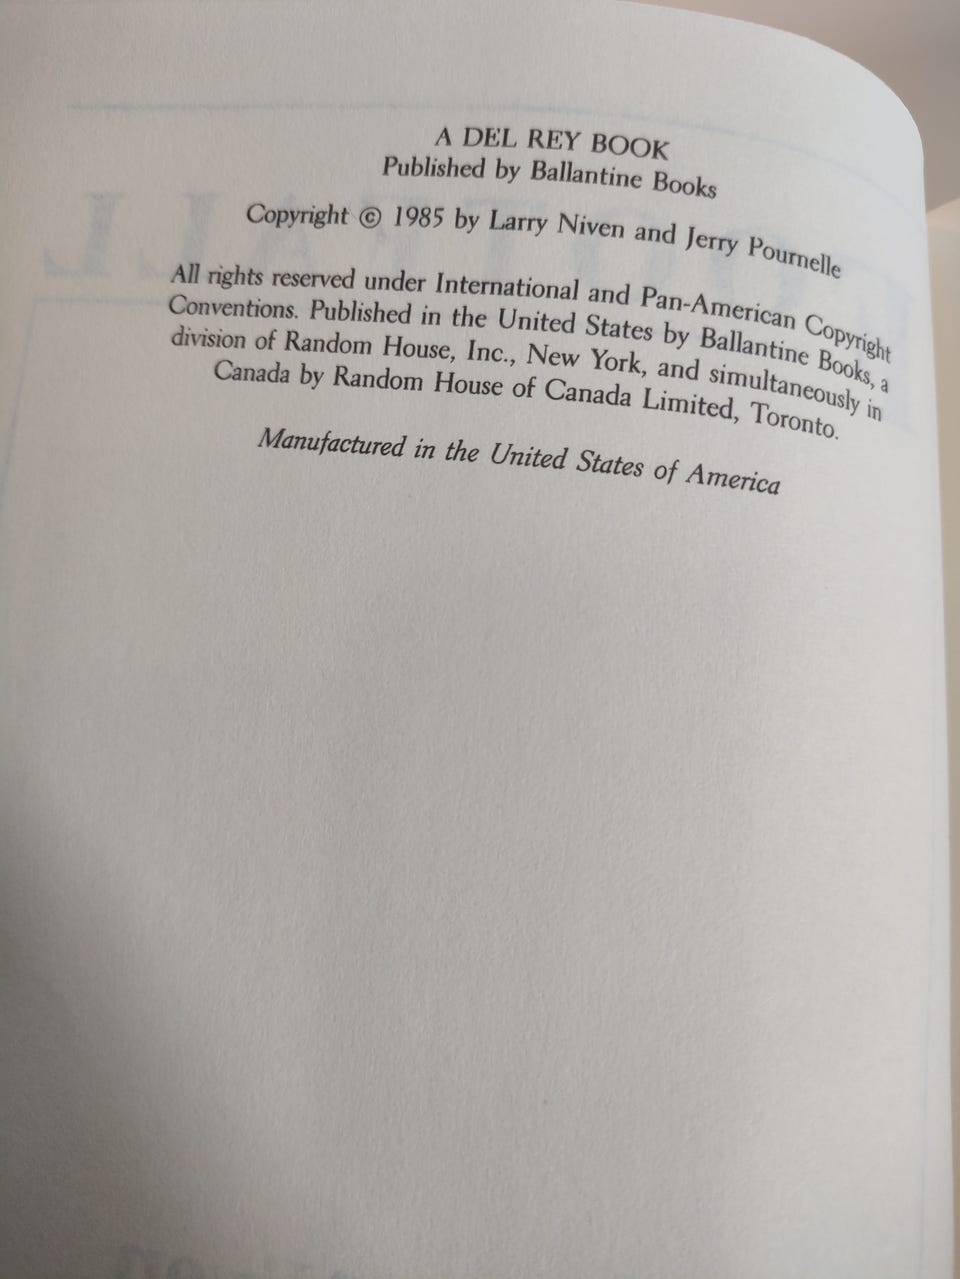 A DEL REY BOOK
Published by Ballantine Books
Copyright © 1985 by Larry Niven and Jerry Pournelle
All rights reserved under International and Pan-American Copyright
Conventions. Published in the United States by Ballantine Books, a
division of Random House, Inc., New York, and simultaneously in
Canada by Random House of Canada Limited, Toronto.
Manufactured in the United States of America